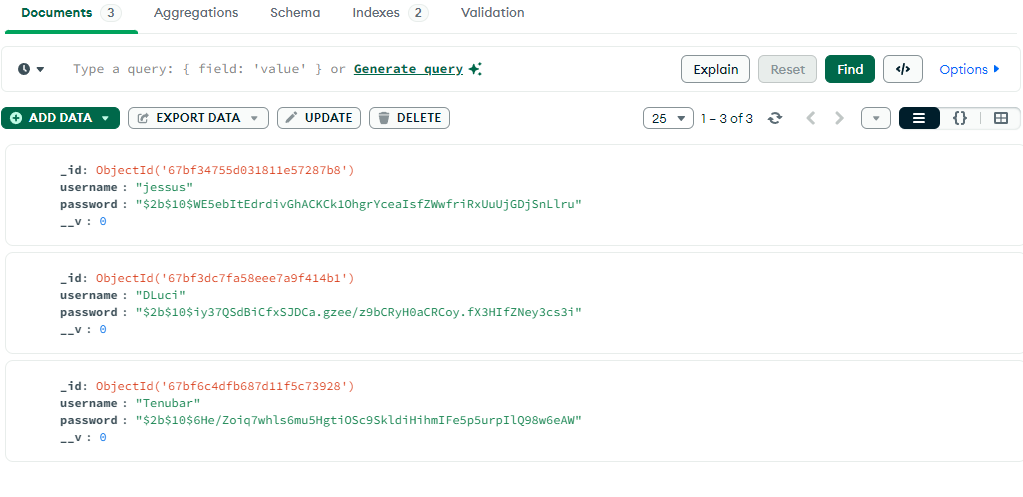 Documents 3 Aggregations Schema Indexes 2 Validation
Type a query: { field: 'value' } or Generate query Explain Reset Find </> Options
ADD DATA EXPORT DATA UPDATE DELETE 25 1 – 3 of 3 {}
_id: ObjectId('67bf34755d031811e57287b8')
username : "jessus"
password : "$2b$10$WE5ebItEdrdivGhACKCk1OhgrYceaIsfZWwfriRxUuUjGDjSnLlru"
__v : 0
_id: ObjectId('67bf3dc7fa58eee7a9f414b1')
username : "DLuci"
password : "$2b$10$iy37QSdBiCfxSJDCa.gzee/z9bCRyH0aCRCoy.fX3HIfZNey3cs3i"
__v : 0
_id: ObjectId('67bf6c4dfb687d11f5c73928')
username : "Tenubar"
password : "$2b$10$6He/Zoiq7whls6mu5HgtiOSc9SkldiHihmIFe5p5urpIlQ98w6eAW"
__v : 0